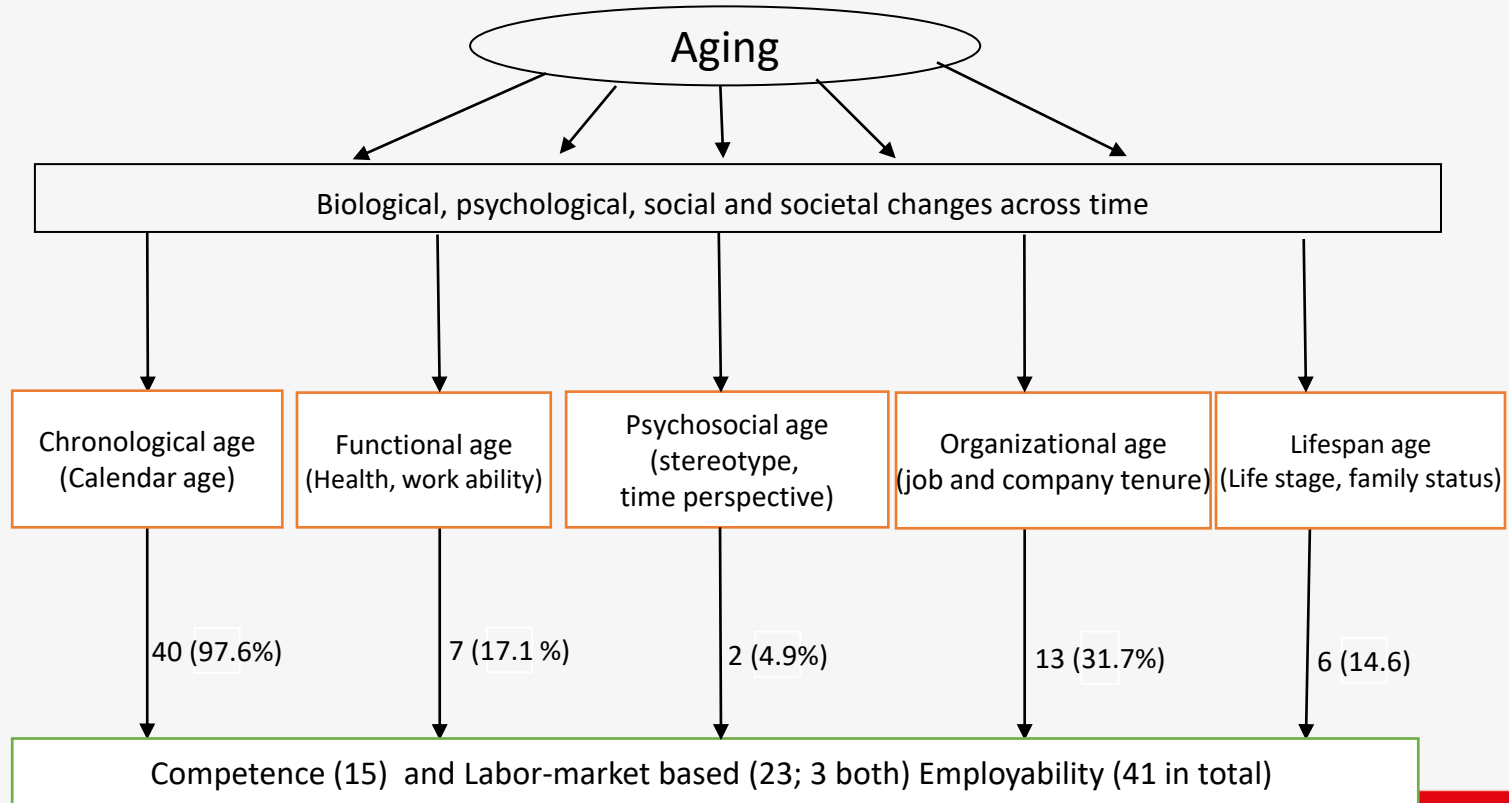 Aging
Biological, psychological, social and societal changes across time
Chronological age
(Calendar age)
Functional age
(Health, work ability)
Psychosocial age
(stereotype,
time perspective)
Organizational age
(job and company tenure)
Lifespan age
(Life stage, family status)
40 (97.6%)
7 (17.1 %)
2 (4.9%)
13 (31.7%)
6 (14.6)
Competence (15) and Labor-market based (23; 3 both) Employability (41 in total)